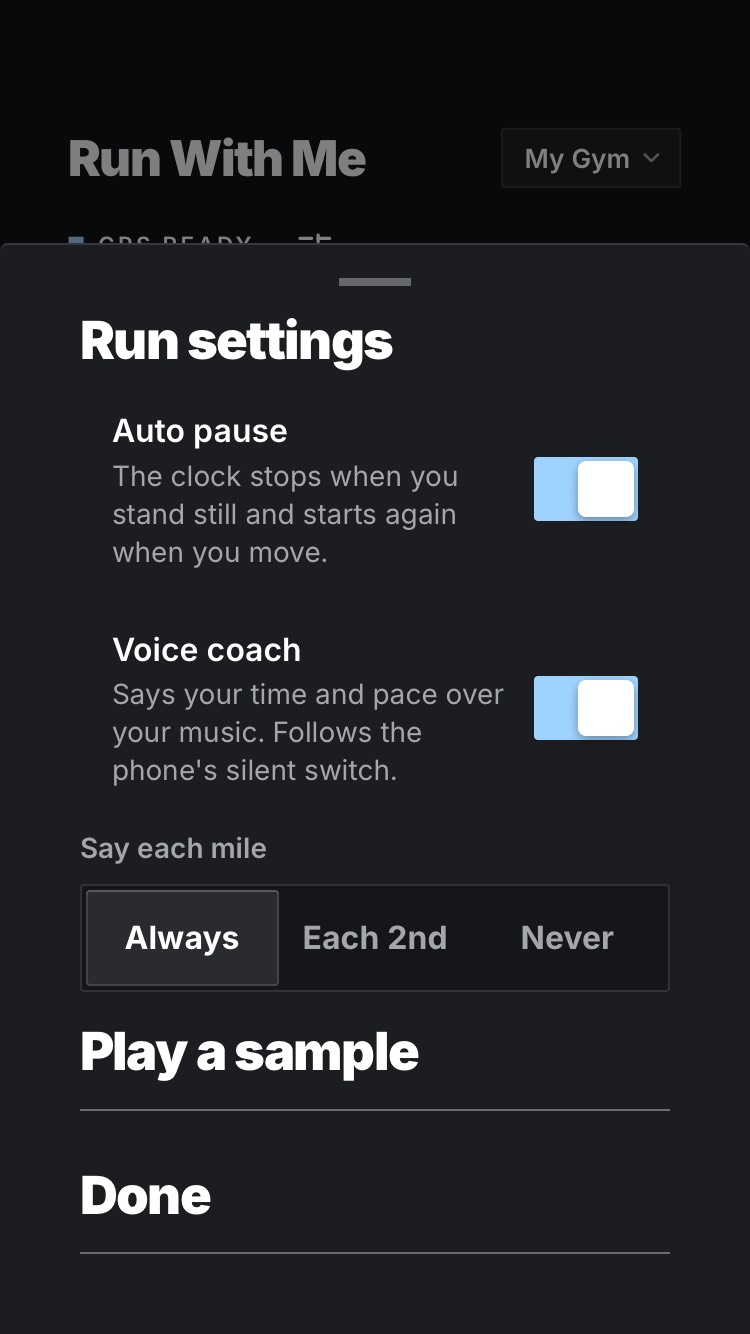 Run With Me
My Gym
GPS READY
Run settings
Auto pause
The clock stops when you
stand still and starts again
when you move.
Voice coach
Says your time and pace over
your music. Follows the
phone's silent switch.
Say each mile
Always
Each 2nd
Never
Play a sample
Done